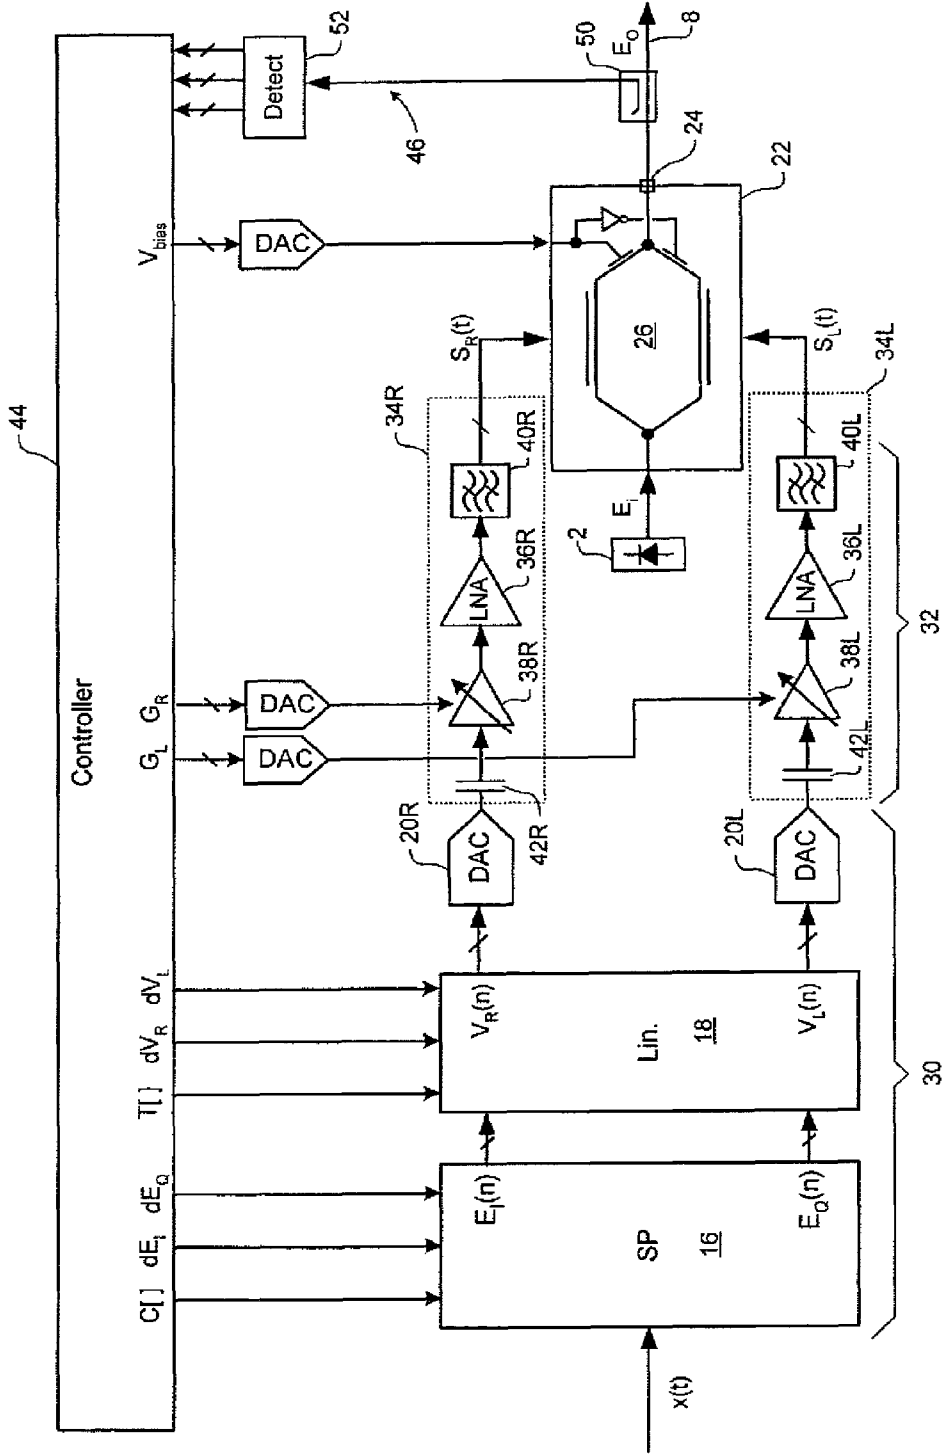 44
Controller
C[ ]
dE_I
dE_Q
T[ ]
dV_R
dV_L
G_L
G_R
V_bias
DAC
DAC
DAC
Detect
52
46
50
E_O
8
x(t)
SP
16
E_I(n)
E_Q(n)
Lin.
18
V_R(n)
V_L(n)
20R
DAC
42R
38R
LNA
36R
40R
34R
S_R(t)
2
E_i
26
24
22
20L
DAC
42L
38L
LNA
36L
40L
34L
S_L(t)
30
32